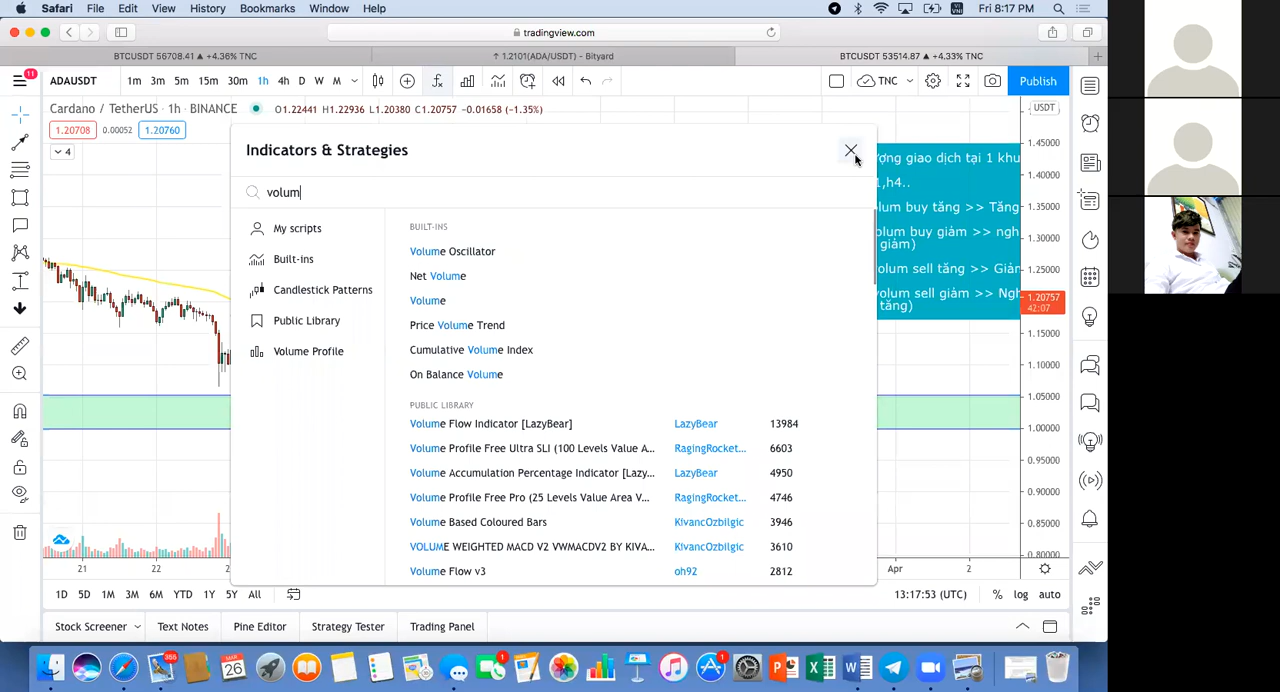 Safari File Edit View History Bookmarks Window Help
Fri 8:17 PM
tradingview.com
BTCUSDT 56708.41 ▲ +4.36% TNC
↑ 1.2101(ADA/USDT) - Bityard
BTCUSDT 53514.87 ▲ +4.33% TNC
11
ADAUSDT 1m 3m 5m 15m 30m 1h 4h D W M
TNC
Publish
Cardano / TetherUS · 1h · BINANCE O1.22441 H1.22936 L1.20380 C1.20757 -0.01658 (-1.35%)
USDT
1.20708 0.00052 1.20760
4
Indicators & Strategies
volum
My scripts
Built-ins
Candlestick Patterns
Public Library
Volume Profile
BUILT-INS
Volume Oscillator
Net Volume
Volume
Price Volume Trend
Cumulative Volume Index
On Balance Volume
PUBLIC LIBRARY
Volume Flow Indicator [LazyBear] LazyBear 13984
Volume Profile Free Ultra SLI (100 Levels Value A... RagingRocket... 6603
Volume Accumulation Percentage Indicator [Lazy... LazyBear 4950
Volume Profile Free Pro (25 Levels Value Area V... RagingRocket... 4746
Volume Based Coloured Bars KivancOzbilgic 3946
VOLUME WEIGHTED MACD V2 VWMACDV2 BY KIVA... KivancOzbilgic 3610
Volume Flow v3 oh92 2812
ượng giao dịch tại 1 khu
1,h4..
lum buy tăng >> Tăng
olum buy giảm >> ngh
giảm)
volum sell tăng >> Giản
volum sell giảm >> Ngh
tăng)
1.45000
1.40000
1.35000
1.30000
1.25000
1.20757
42:07
1.15000
1.10000
1.05000
1.00000
0.95000
0.90000
0.85000
0.80000
21 22 2
Apr 2
1D 5D 1M 3M 6M YTD 1Y 5Y All
13:17:53 (UTC) % log auto
Stock Screener Text Notes Pine Editor Strategy Tester Trading Panel
MAR
26
1
1